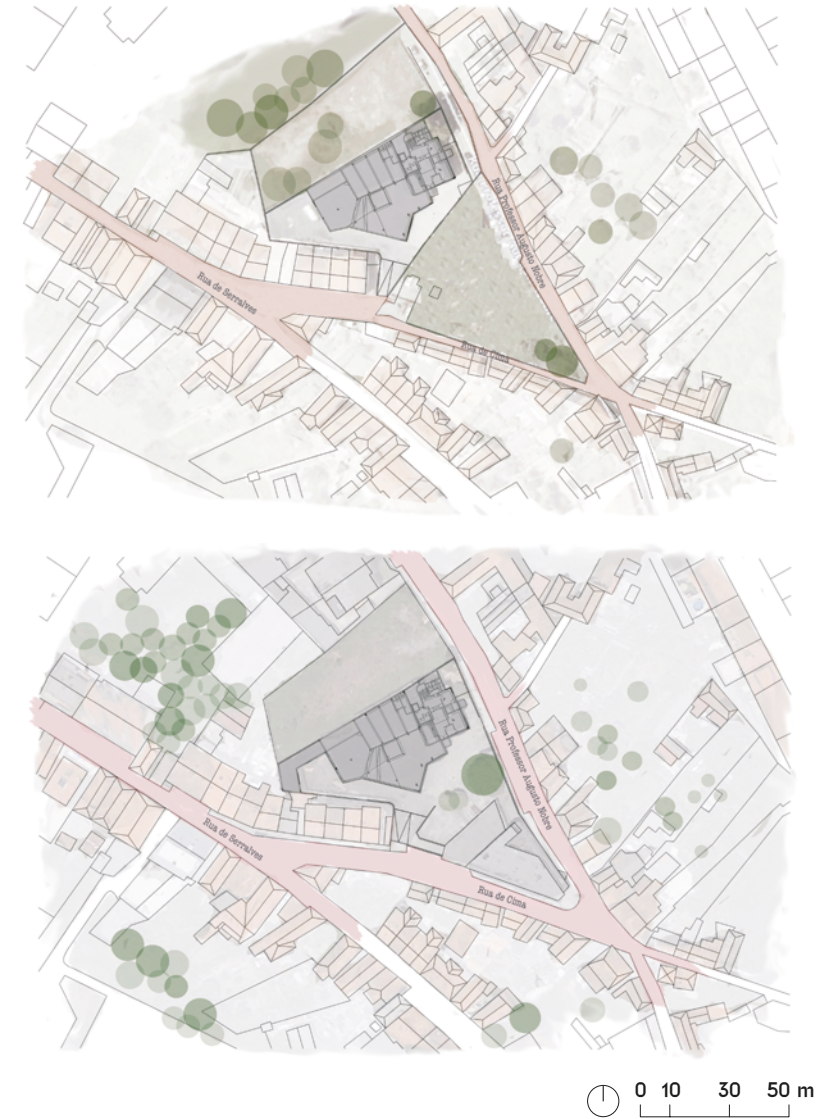 Rua Professor Augusto Nobre
Rua de Serralves
Rua de Cima
Rua Professor Augusto Nobre
Rua de Serralves
Rua de Cima
0 10 30 50 m